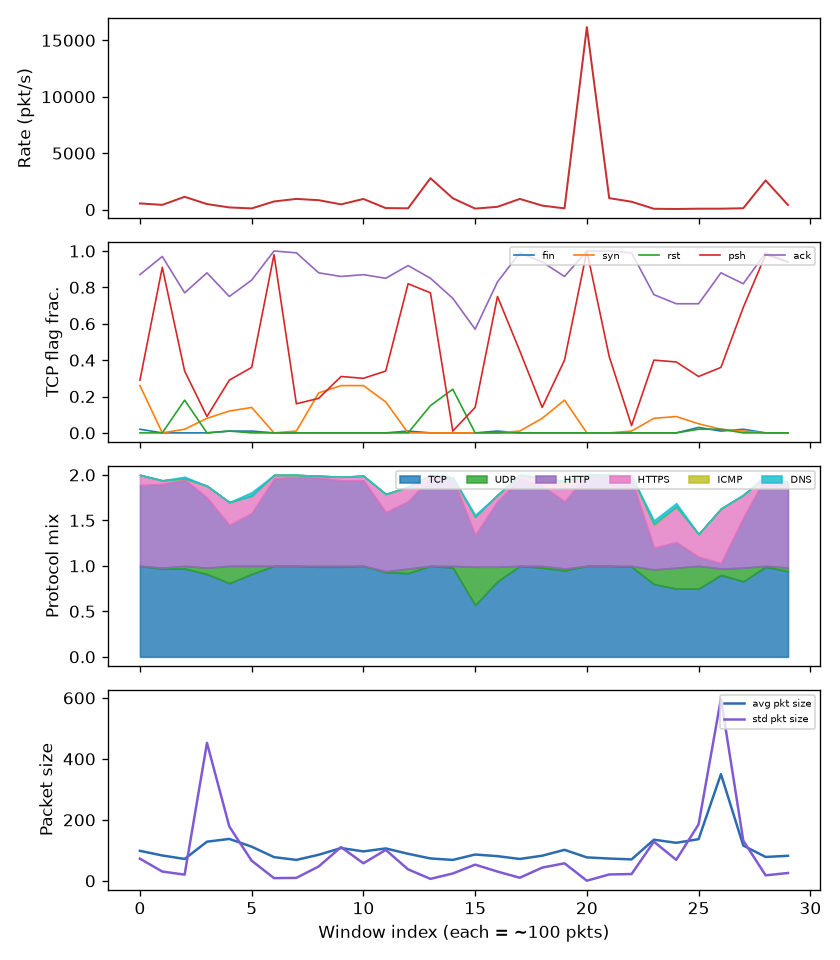 Rate (pkt/s)
15000
10000
5000
0
TCP flag frac.
1.0
0.8
0.6
0.4
0.2
0.0
fin syn rst psh ack
Protocol mix
2.0
1.5
1.0
0.5
0.0
TCP UDP HTTP HTTPS ICMP DNS
Packet size
600
400
200
0
avg pkt size
std pkt size
0 5 10 15 20 25 30
Window index (each = ~100 pkts)